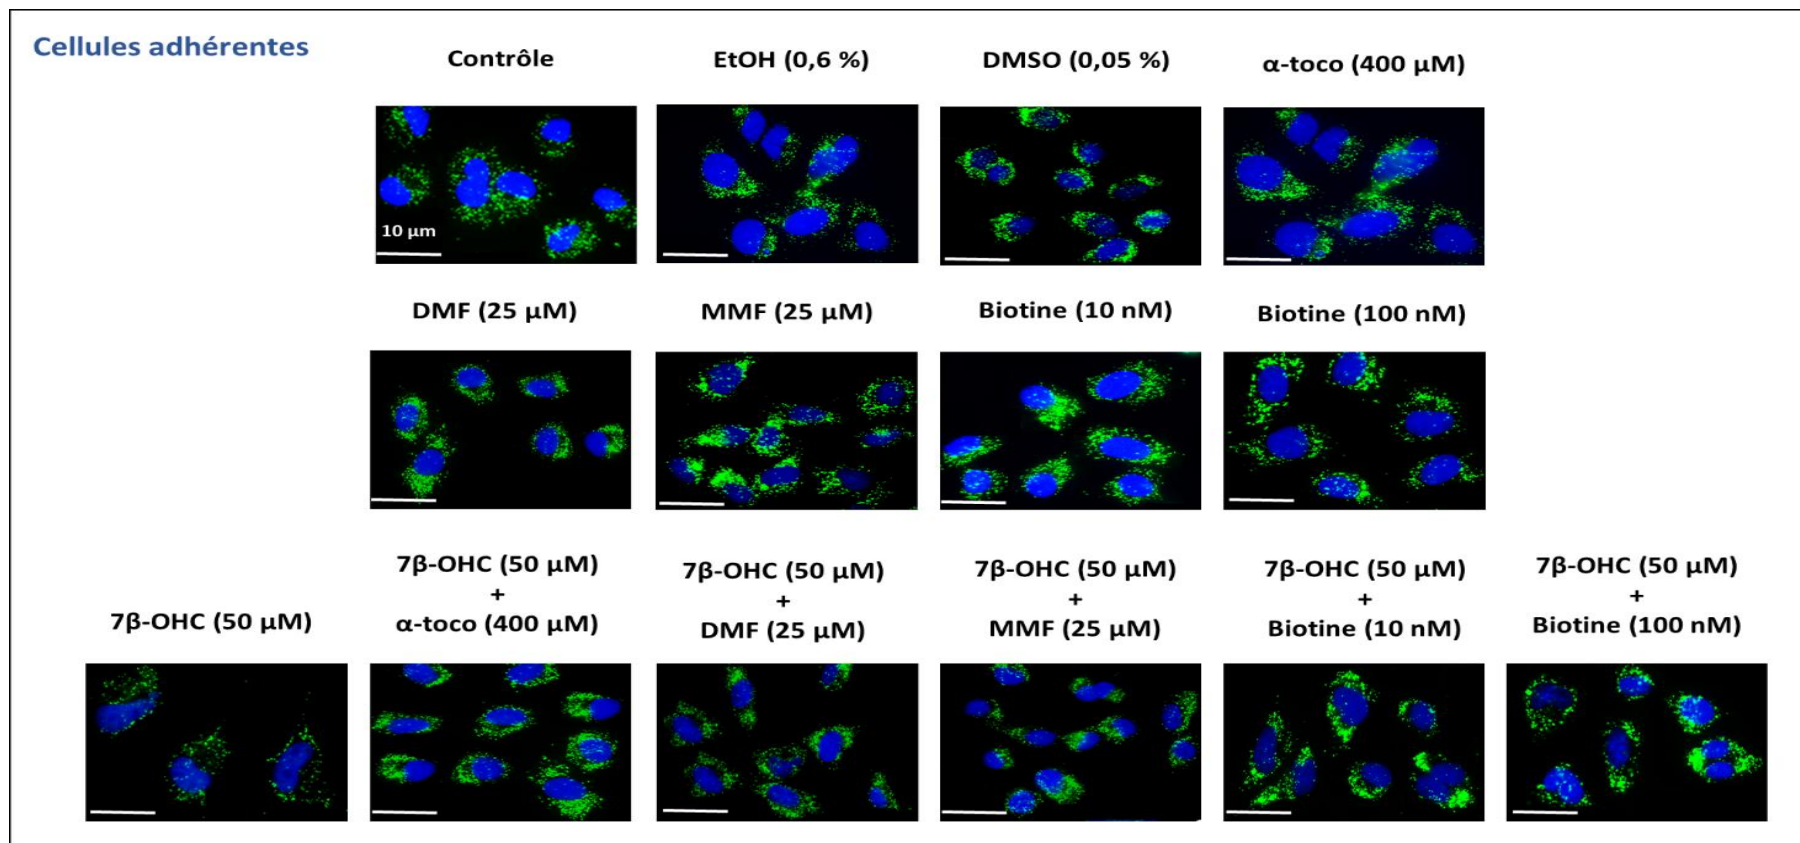 Cellules adhérentes
Contrôle
EtOH (0,6 %)
DMSO (0,05 %)
α-toco (400 µM)
10 µm
DMF (25 µM)
MMF (25 µM)
Biotine (10 nM)
Biotine (100 nM)
7β-OHC (50 µM)
7β-OHC (50 µM)
+
α-toco (400 µM)
7β-OHC (50 µM)
+
DMF (25 µM)
7β-OHC (50 µM)
+
MMF (25 µM)
7β-OHC (50 µM)
+
Biotine (10 nM)
7β-OHC (50 µM)
+
Biotine (100 nM)